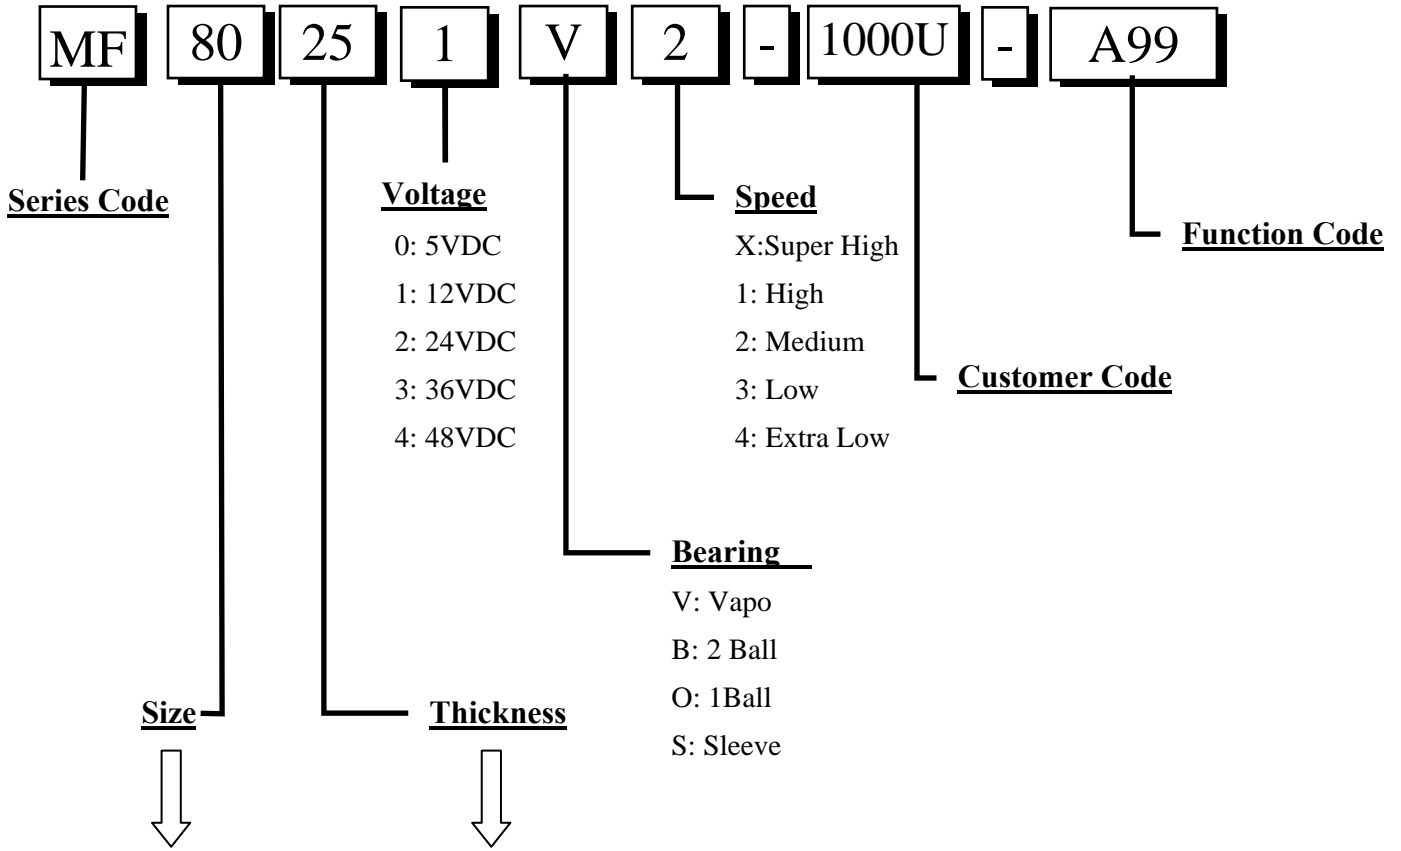 MF 80 25 1 V 2 - 1000U - A99
Series Code
Voltage
0: 5VDC
1: 12VDC
2: 24VDC
3: 36VDC
4: 48VDC
Speed
X:Super High
1: High
2: Medium
3: Low
4: Extra Low
Function Code
Customer Code
Bearing
V: Vapo
B: 2 Ball
O: 1Ball
S: Sleeve
Size
Thickness